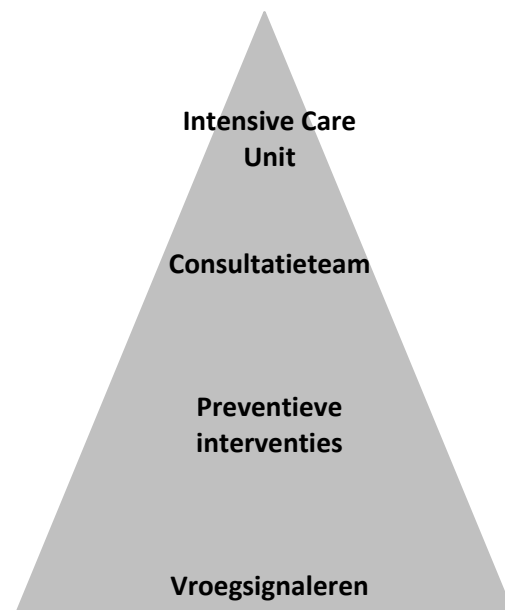 Intensive Care
Unit
Consultatieteam
Preventieve
interventies
Vroegsignaleren